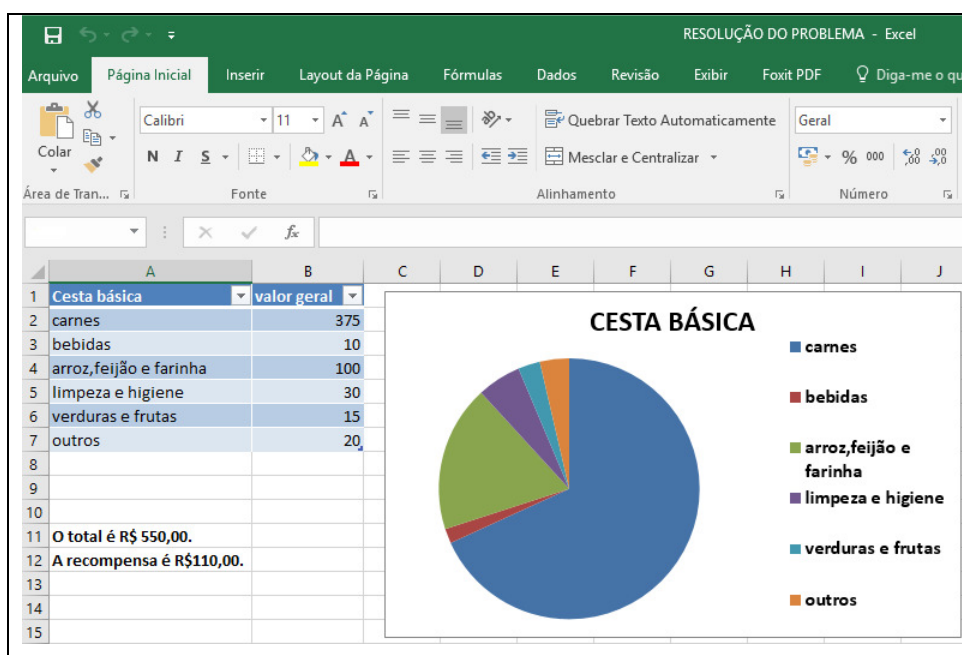 RESOLUÇÃO DO PROBLEMA - Excel
Arquivo Página Inicial Inserir Layout da Página Fórmulas Dados Revisão Exibir Foxit PDF Diga-me o qu
Colar
Calibri 11 A A
N I S A
Quebrar Texto Automaticamente
Mesclar e Centralizar
Geral
% 000 ,00 ,0
Área de Tran... Fonte Alinhamento Número
fx
A B C D E F G H I J
1 Cesta básica valor geral
2 carnes 375
3 bebidas 10
4 arroz,feijão e farinha 100
5 limpeza e higiene 30
6 verduras e frutas 15
7 outros 20
8
9
10
11 O total é R$ 550,00.
12 A recompensa é R$110,00.
13
14
15
CESTA BÁSICA
carnes
bebidas
arroz,feijão e
farinha
limpeza e higiene
verduras e frutas
outros